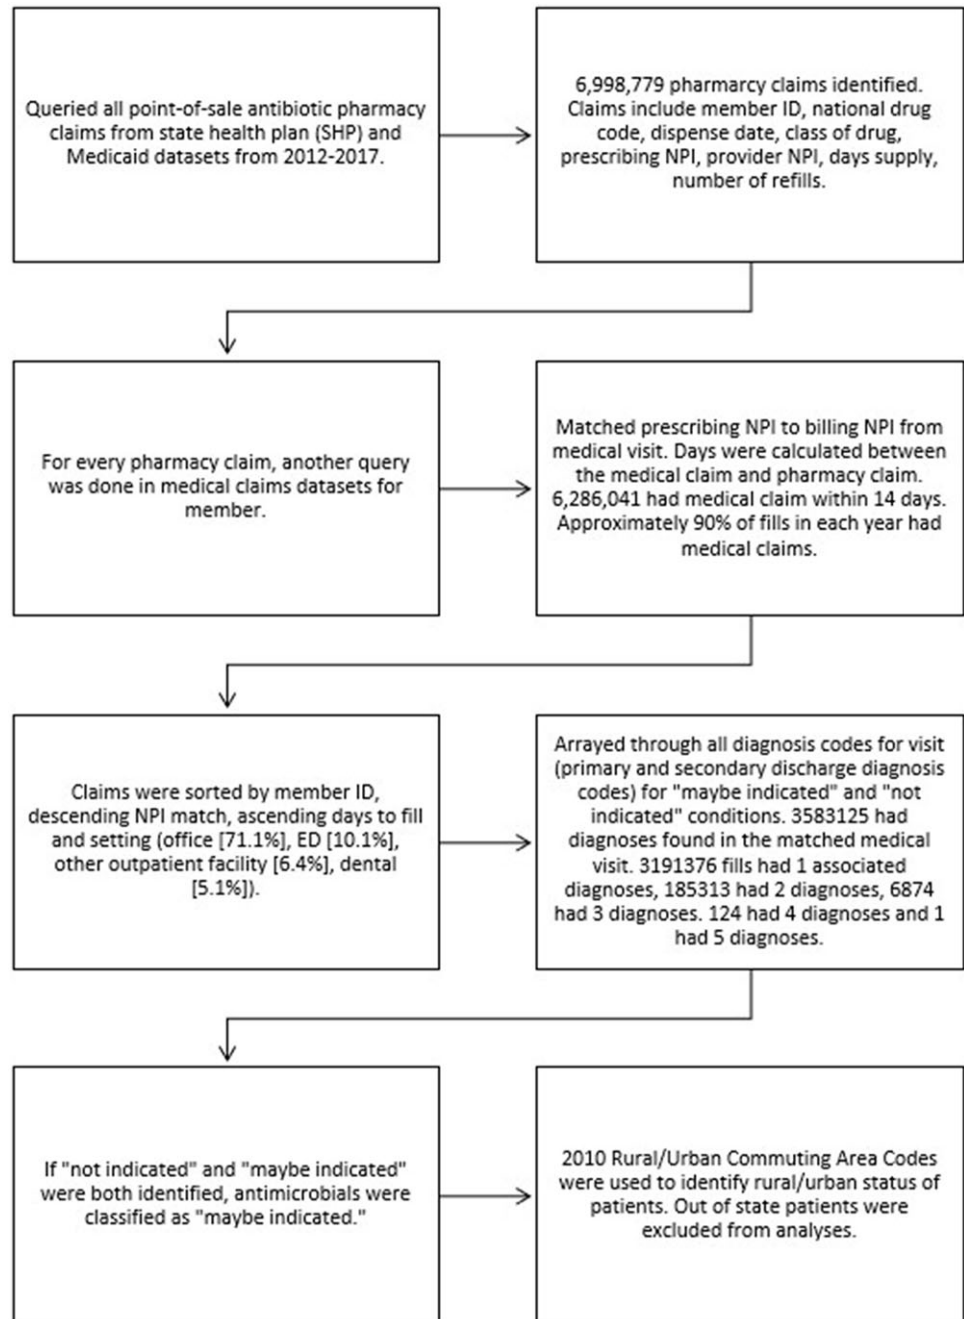 Queried all point-of-sale antibiotic pharmacy
claims from state health plan (SHP) and
Medicaid datasets from 2012-2017.
6,998,779 pharmarcy claims identified.
Claims include member ID, national drug
code, dispense date, class of drug,
prescribing NPI, provider NPI, days supply,
number of refills.
For every pharmacy claim, another query
was done in medical claims datasets for
member.
Matched prescribing NPI to billing NPI from
medical visit. Days were calculated between
the medical claim and pharmacy claim.
6,286,041 had medical claim within 14 days.
Approximately 90% of fills in each year had
medical claims.
Claims were sorted by member ID,
descending NPI match, ascending days to fill
and setting (office [71.1%], ED [10.1%],
other outpatient facility [6.4%], dental
[5.1%]).
Arrayed through all diagnosis codes for visit
(primary and secondary discharge diagnosis
codes) for "maybe indicated" and "not
indicated" conditions. 3583125 had
diagnoses found in the matched medical
visit. 3191376 fills had 1 associated
diagnoses, 185313 had 2 diagnoses, 6874
had 3 diagnoses. 124 had 4 diagnoses and 1
had 5 diagnoses.
If "not indicated" and "maybe indicated"
were both identified, antimicrobials were
classified as "maybe indicated."
2010 Rural/Urban Commuting Area Codes
were used to identify rural/urban status of
patients. Out of state patients were
excluded from analyses.